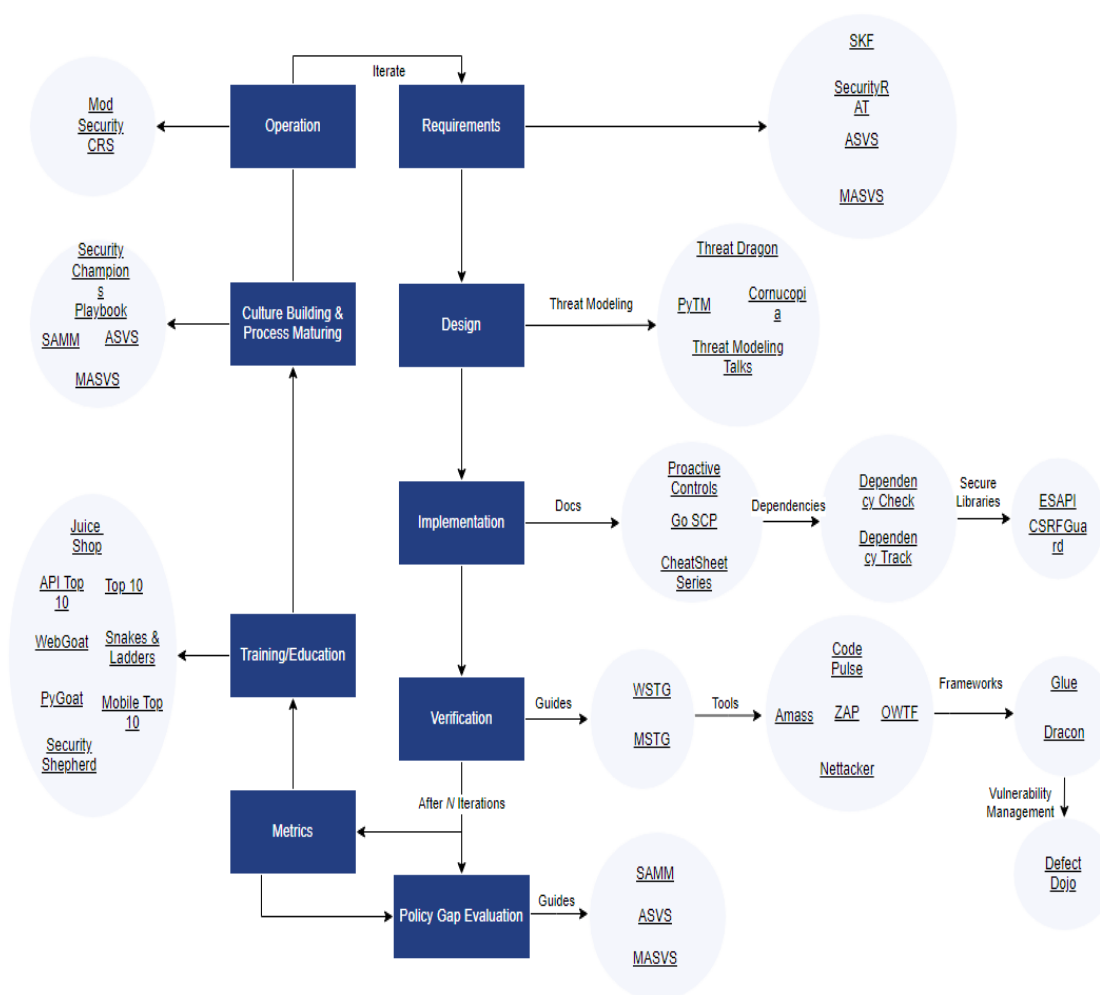 Iterate
Operation
Requirements
Mod
Security
CRS
SKF
SecurityR
AT
ASVS
MASVS
Security
Champion
s
Playbook
SAMM
ASVS
MASVS
Culture Building &
Process Maturing
Design
Threat Modeling
Threat Dragon
PyTM
Cornucopi
a
Threat Modeling
Talks
Implementation
Docs
Proactive
Controls
Go SCP
CheatSheet
Series
Dependencies
Dependen
cy Check
Dependen
cy Track
Secure
Libraries
ESAPI
CSRFGua
rd
Juice
Shop
API Top
10
Top 10
WebGoat
Snakes &
Ladders
PyGoat
Mobile Top
10
Security
Shepherd
Training/Education
Verification
Guides
WSTG
MSTG
Tools
Code
Pulse
Amass
ZAP
OWTF
Nettacker
Frameworks
Glue
Dracon
Vulnerability
Management
Defect
Dojo
After N Iterations
Metrics
Policy Gap Evaluation
Guides
SAMM
ASVS
MASVS